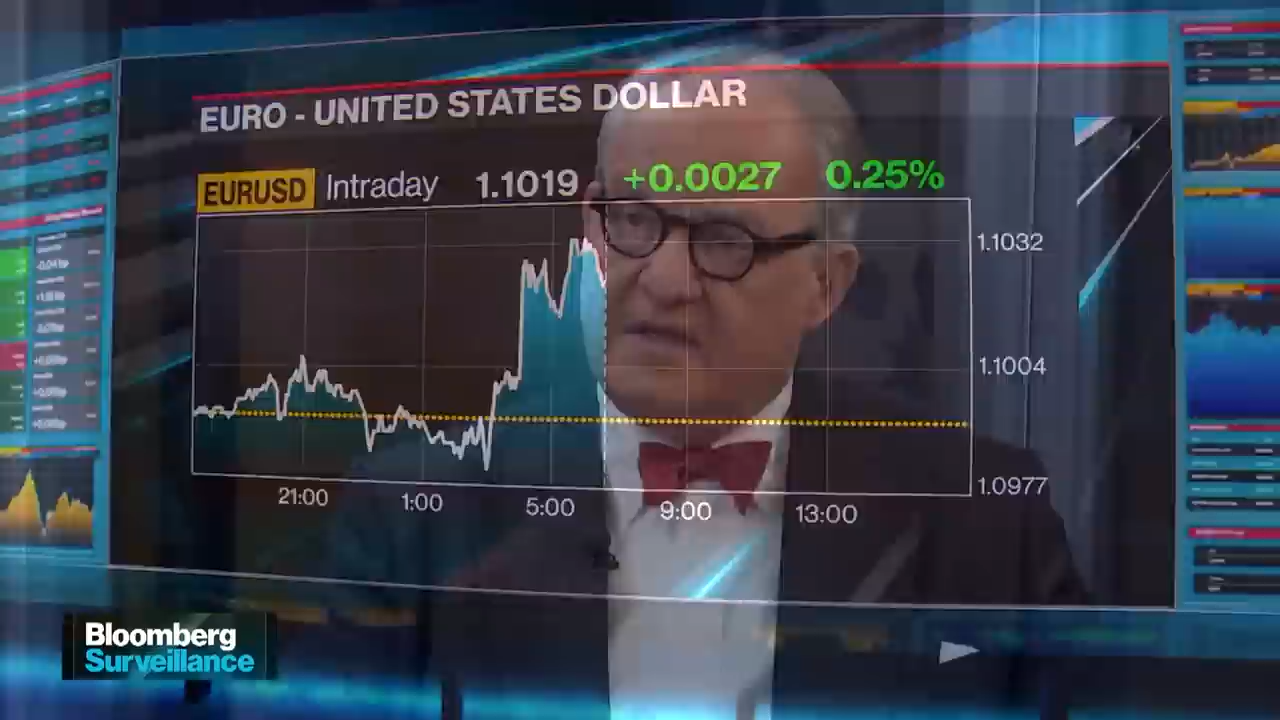 EURO - UNITED STATES DOLLAR
EURUSD Intraday 1.1019 +0.0027 0.25%
1.1032
1.1004
1.0977
21:00 1:00 5:00 9:00 13:00
Bloomberg
Surveillance